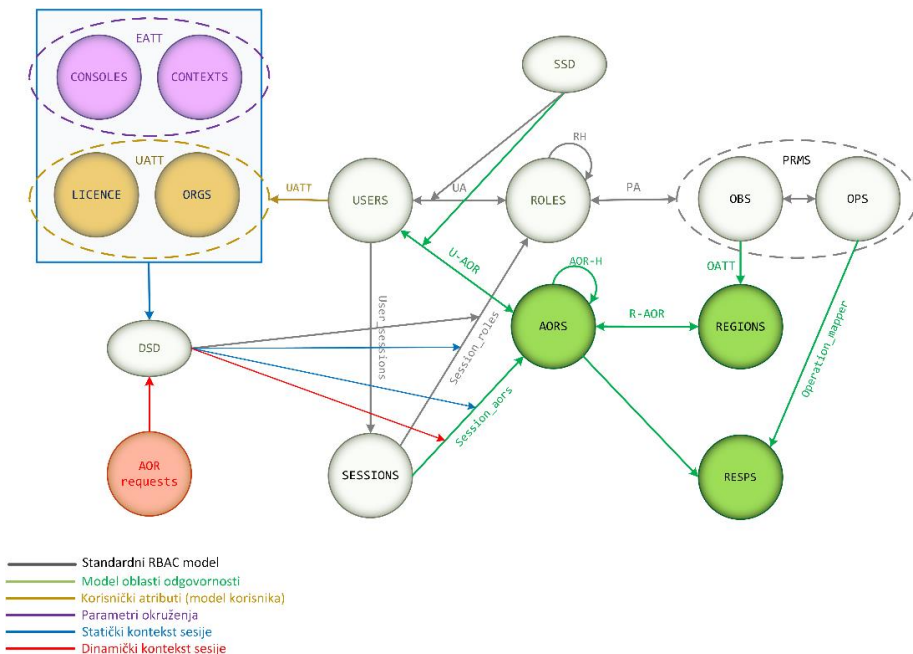 EATT
CONSOLES
CONTEXTS
UATT
LICENCE
ORGS
UATT
USERS
UA
SSD
RH
ROLES
PA
PRMS
OBS
OPS
U-AOR
AOR-H
AORS
R-AOR
OATT
REGIONS
Operation_mapper
DSD
User_sessions
Session_roles
Session_aors
AOR
requests
SESSIONS
RESPS
Standardni RBAC model
Model oblasti odgovornosti
Korisnički atributi (model korisnika)
Parametri okruženja
Statički kontekst sesije
Dinamički kontekst sesije